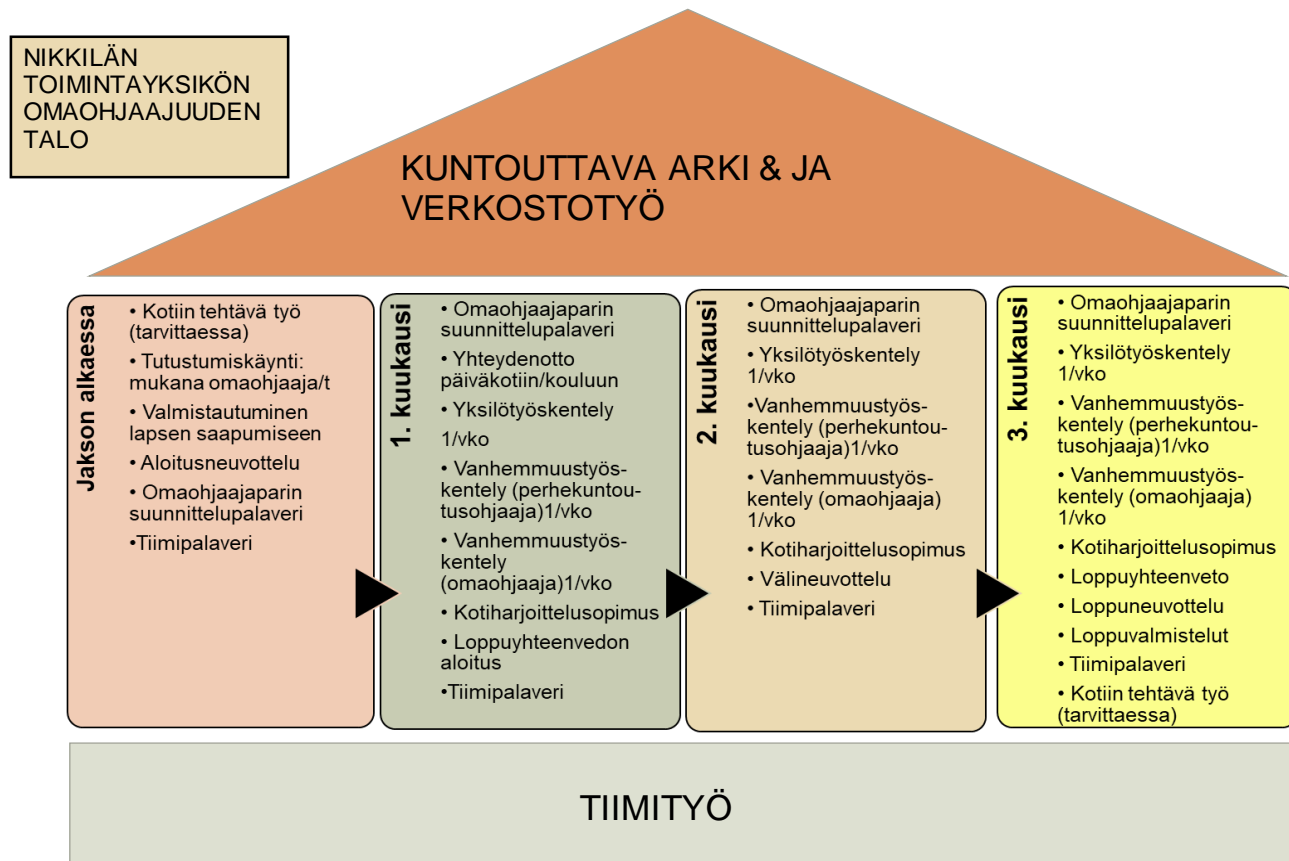 NIKKILÄN
TOIMINTAYKSIKÖN
OMAOHJAAJUUDEN
TALO
KUNTOUTTAVA ARKI & JA
VERKOSTOTYÖ
Jakson alkaessa
• Kotiin tehtävä työ
(tarvittaessa)
• Tutustumiskäynti:
mukana omaohjaaja/t
• Valmistautuminen
lapsen saapumiseen
• Aloitusneuvottelu
• Omaohjaajaparin
suunnittelupalaveri
•Tiimipalaveri
1. kuukausi
• Omaohjaajaparin
suunnittelupalaveri
• Yhteydenotto
päiväkotiin/kouluun
• Yksilötyöskentely
1/vko
• Vanhemmuustyös-
kentely (perhekuntou-
tusohjaaja)1/vko
• Vanhemmuustyös-
kentely
(omaohjaaja)1/vko
• Kotiharjoittelusopimus
• Loppuyhteenvedon
aloitus
•Tiimipalaveri
2. kuukausi
• Omaohjaajaparin
suunnittelupalaveri
• Yksilötyöskentely
1/vko
•Vanhemmuustyös-
kentely (perhekuntou-
tusohjaaja)1/vko
• Vanhemmuustyös-
kentely (omaohjaaja)
1/vko
• Kotiharjoittelusopimus
• Välineuvottelu
• Tiimipalaveri
3. kuukausi
• Omaohjaajaparin
suunnittelupalaveri
• Yksilötyöskentely
1/vko
• Vanhemmuustyös-
kentely (perhekuntou-
tusohjaaja)1/vko
• Vanhemmuustyös-
kentely (omaohjaaja)
1/vko
• Kotiharjoittelusopimus
• Loppuyhteenveto
• Loppuneuvottelu
• Loppuvalmistelut
• Tiimipalaveri
• Kotiin tehtävä työ
(tarvittaessa)
TIIMITYÖ